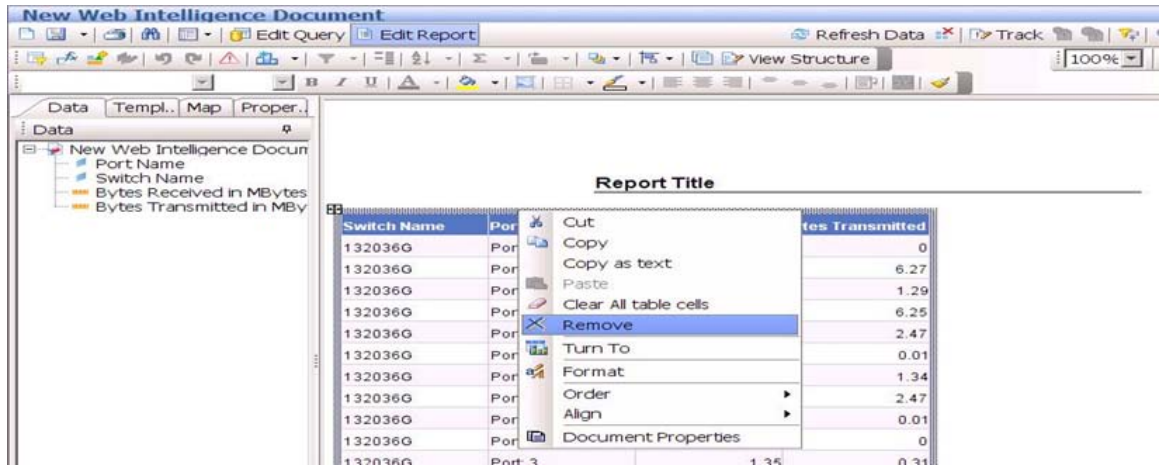 New Web Intelligence Document
Edit Query Edit Report Refresh Data Track
View Structure 100%
B I U A
Data Templ.. Map Proper..
Data
New Web Intelligence Docum
Port Name
Switch Name
Bytes Received in MBytes
Bytes Transmitted in MBy
Report Title
Switch Name Por tes Transmitted
132036G Por 0
132036G Por 6.27
132036G Por 1.29
132036G Por 6.25
132036G Por 2.47
132036G Por 0.01
132036G Por 1.34
132036G Por 2.47
132036G Por 0.01
132036G Por 0
132036G Port 3 1.35 0.31
Cut
Copy
Copy as text
Paste
Clear All table cells
Remove
Turn To
Format
Order
Align
Document Properties